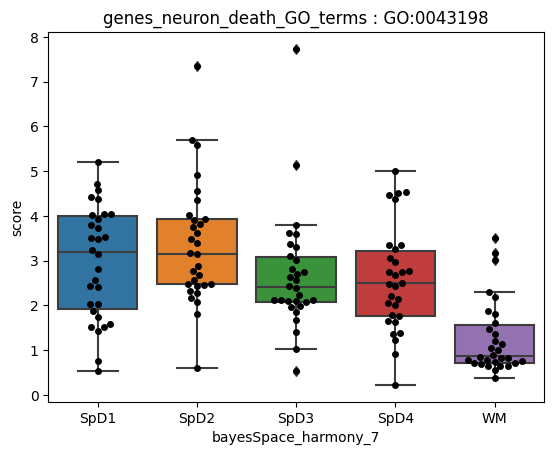 genes_neuron_death_GO_terms : GO:0043198
8
7
6
5
4
3
2
1
0
score
SpD1 SpD2 SpD3 SpD4 WM
bayesSpace_harmony_7